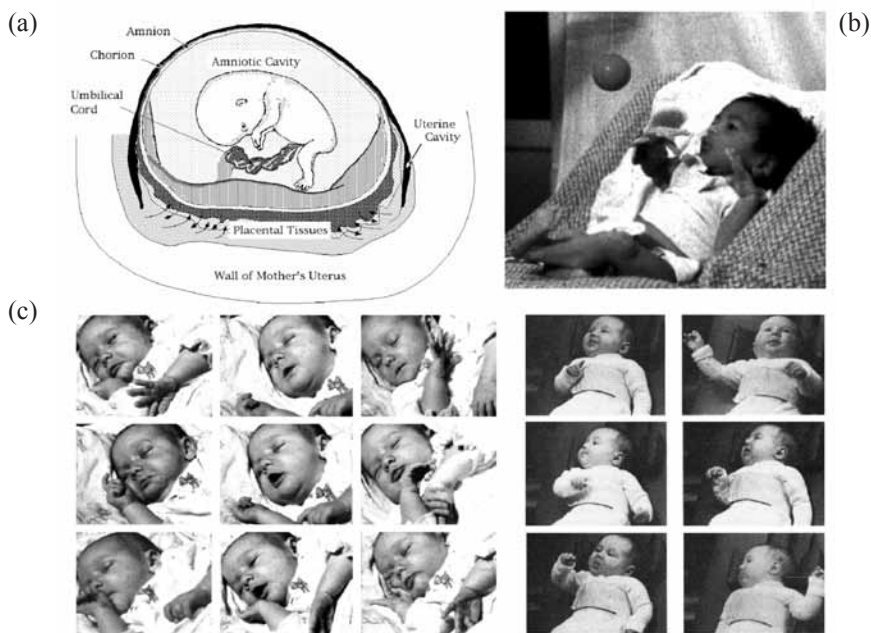 (a)
(b)
Amnion
Chorion
Amniotic Cavity
Umbilical
Cord
Uterine
Cavity
Placental Tissues
Wall of Mother's Uterus
(c)